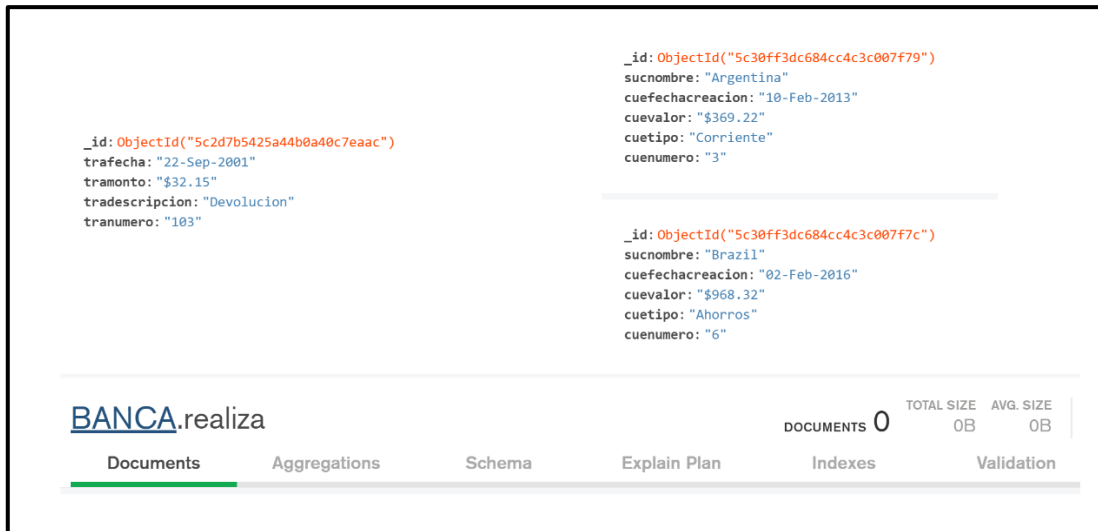 _id: ObjectId("5c2d7b5425a44b0a40c7eaac")
trafecha: "22-Sep-2001"
tramonto: "$32.15"
tradescripcion: "Devolucion"
tranumero: "103"
_id: ObjectId("5c30ff3dc684cc4c3c007f79")
sucnombre: "Argentina"
cuefechacreacion: "10-Feb-2013"
cuevalor: "$369.22"
cuetipo: "Corriente"
cuenumero: "3"
_id: ObjectId("5c30ff3dc684cc4c3c007f7c")
sucnombre: "Brazil"
cuefechacreacion: "02-Feb-2016"
cuevalor: "$968.32"
cuetipo: "Ahorros"
cuenumero: "6"
BANCA.realiza
DOCUMENTS 0 TOTAL SIZE 0B AVG. SIZE 0B
Documents Aggregations Schema Explain Plan Indexes Validation